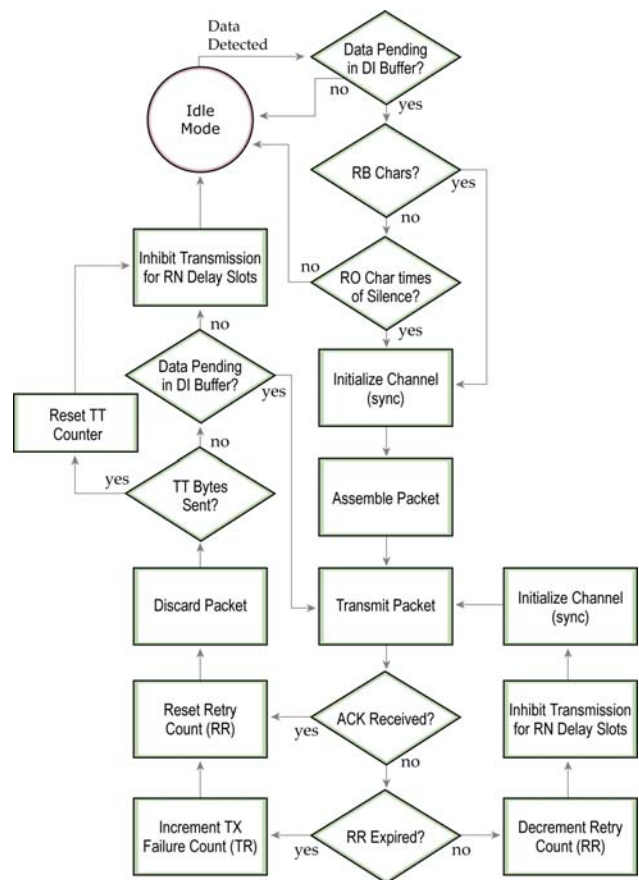 Data
Detected
Data Pending
in DI Buffer?
no
yes
Idle
Mode
RB Chars?
yes
no
Inhibit Transmission
for RN Delay Slots
no
RO Char times
of Silence?
no
yes
Data Pending
in DI Buffer?
yes
Initialize Channel
(sync)
Reset TT
Counter
no
yes
TT Bytes
Sent?
Assemble Packet
Discard Packet
Transmit Packet
Initialize Channel
(sync)
Reset Retry
Count (RR)
yes
ACK Received?
no
Inhibit Transmission
for RN Delay Slots
Increment TX
Failure Count (TR)
yes
RR Expired?
no
Decrement Retry
Count (RR)